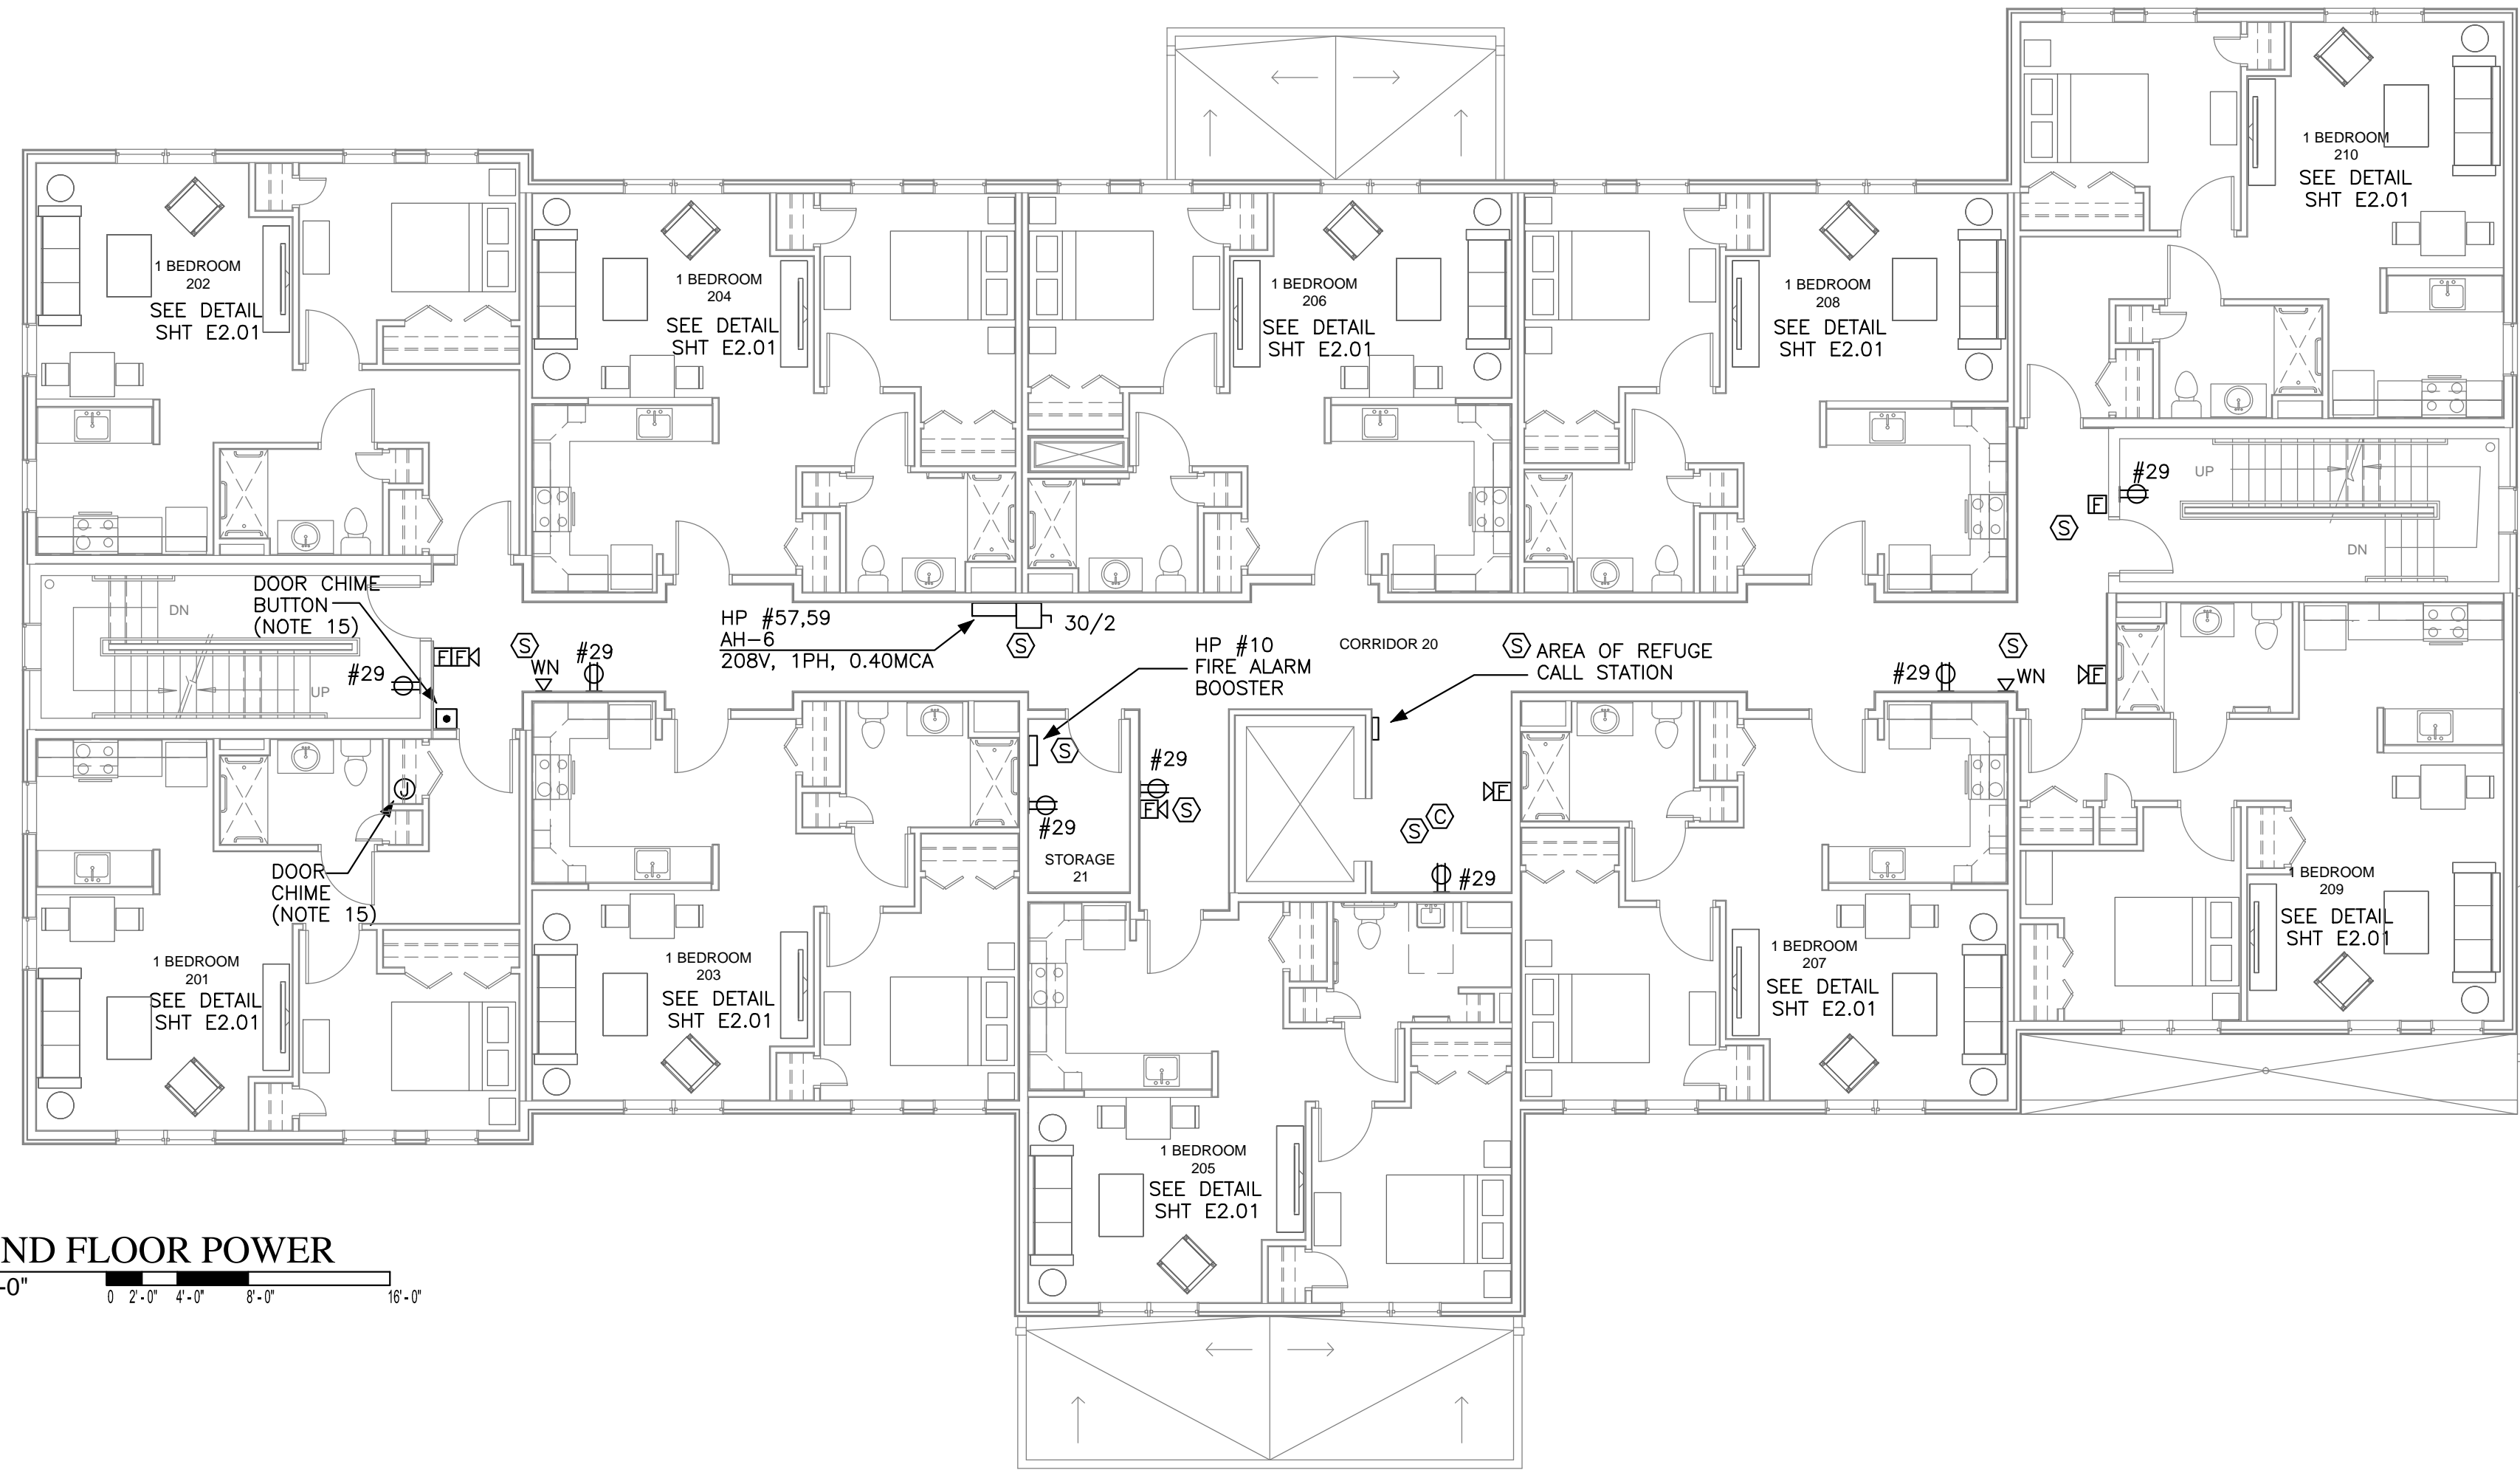 1 BEDROOM
210
SEE DETAIL
SHT E2.01
1 BEDROOM
202
SEE DETAIL
SHT E2.01
1 BEDROOM
204
SEE DETAIL
SHT E2.01
1 BEDROOM
206
SEE DETAIL
SHT E2.01
1 BEDROOM
208
SEE DETAIL
SHT E2.01
UP
#29
F
S
DN
DOOR CHIME
BUTTON
(NOTE 15)
DN
UP
#29
F F
S
WN
#29
HP #57,59
AH-6
208V, 1PH, 0.40MCA
30/2
S
HP #10
FIRE ALARM
BOOSTER
CORRIDOR 20
S
AREA OF REFUGE
CALL STATION
#29
S
WN
F
J
DOOR
CHIME
(NOTE 15)
S
#29
STORAGE
21
#29
F
S
S
C
F
#29
1 BEDROOM
201
SEE DETAIL
SHT E2.01
1 BEDROOM
203
SEE DETAIL
SHT E2.01
1 BEDROOM
205
SEE DETAIL
SHT E2.01
1 BEDROOM
207
SEE DETAIL
SHT E2.01
1 BEDROOM
209
SEE DETAIL
SHT E2.01
ND FLOOR POWER
-0"
0 2'-0" 4'-0" 8'-0" 16'-0"